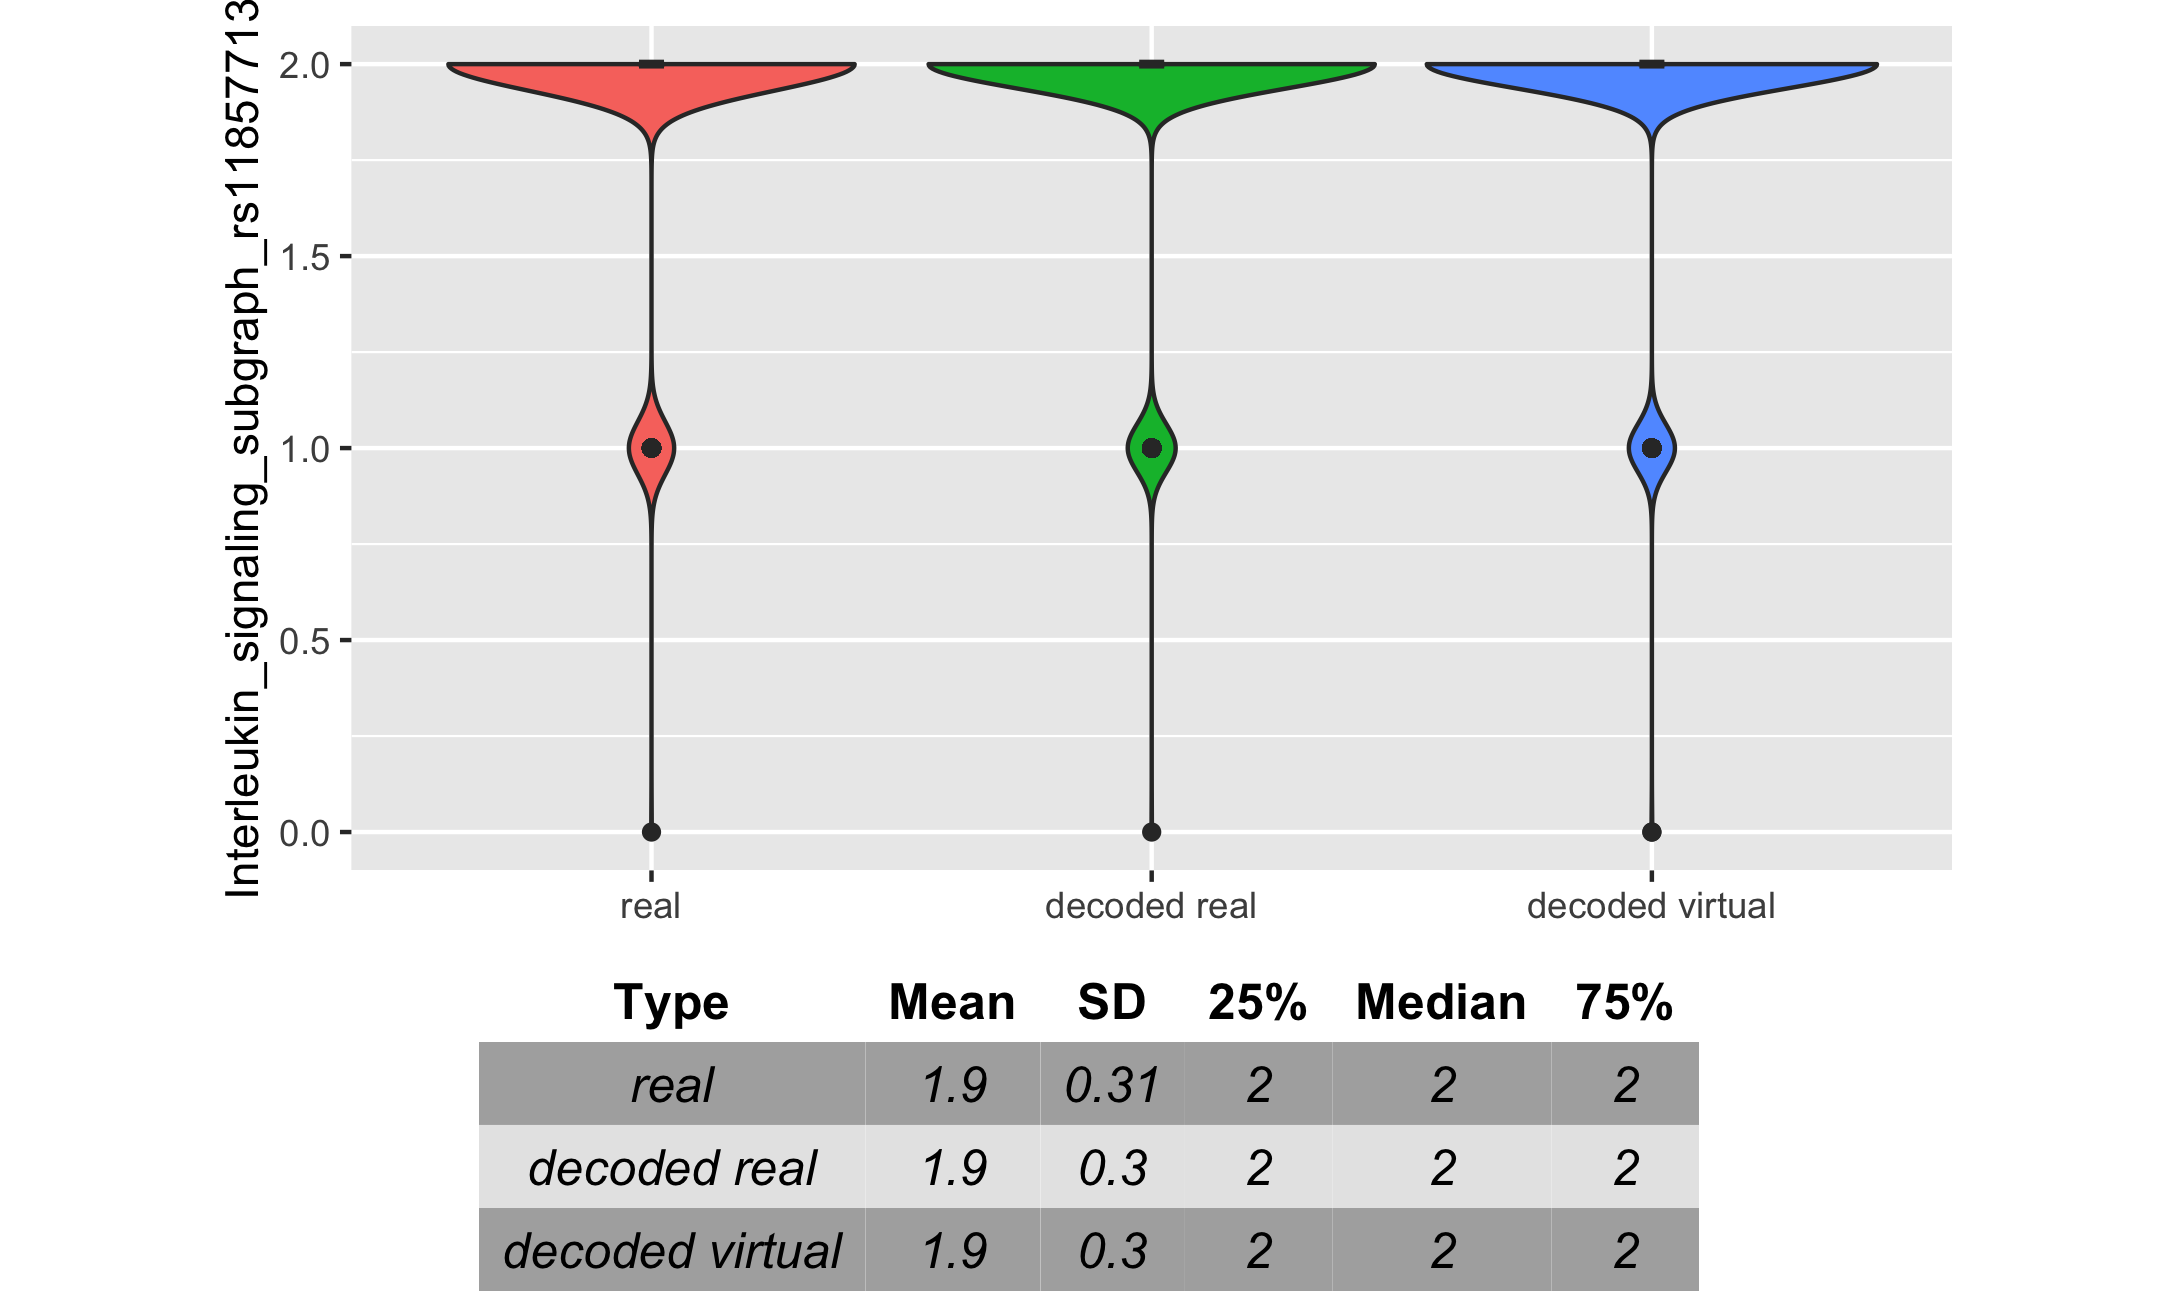 Interleukin_signaling_subgraph_rs11857713
2.0
1.5
1.0
0.5
0.0
real decoded real decoded virtual
Type Mean SD 25% Median 75%
real 1.9 0.31 2 2 2
decoded real 1.9 0.3 2 2 2
decoded virtual 1.9 0.3 2 2 2